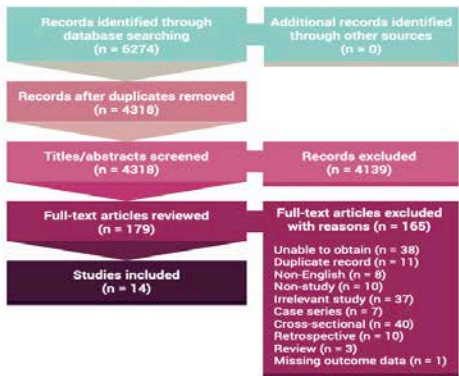 Records identified through
database searching
(n = 6274)
Additional records identified
through other sources
(n = 0)
Records after duplicates removed
(n = 4318)
Titles/abstracts screened
(n = 4318)
Records excluded
(n = 4139)
Full-text articles reviewed
(n = 179)
Full-text articles excluded
with reasons (n = 165)
Unable to obtain (n = 38)
Duplicate record (n = 11)
Non-English (n = 8)
Non-study (n = 10)
Irrelevant study (n = 37)
Case series (n = 7)
Cross-sectional (n = 40)
Retrospective (n = 10)
Review (n = 3)
Missing outcome data (n = 1)
Studies included
(n = 14)